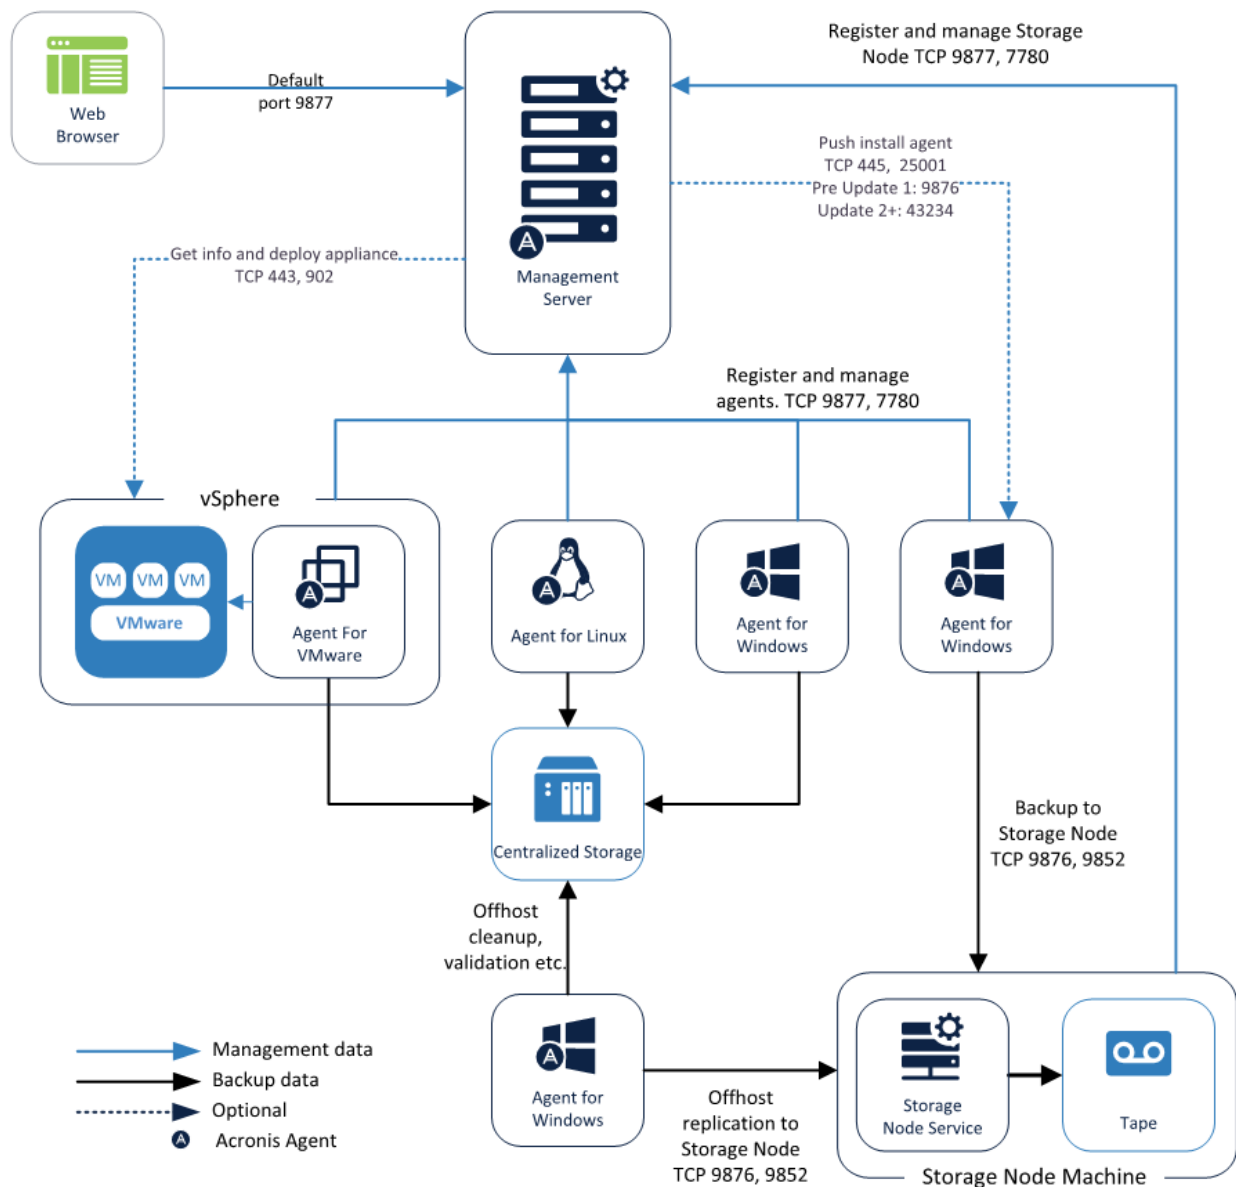 Register and manage Storage
Node TCP 9877, 7780
Web
Browser
Default
port 9877
Push install agent
TCP 445, 25001
Pre Update 1: 9876
Update 2+: 43234
Get info and deploy appliance
TCP 443, 902
Management
Server
Register and manage
agents. TCP 9877, 7780
vSphere
VM VM VM
VMware
Agent For
VMware
Agent for Linux
Agent for
Windows
Agent for
Windows
Centralized Storage
Backup to
Storage Node
TCP 9876, 9852
Offhost
cleanup,
validation etc.
Agent for
Windows
Offhost
replication to
Storage Node
TCP 9876, 9852
Storage
Node Service
Tape
Storage Node Machine
Management data
Backup data
Optional
Acronis Agent